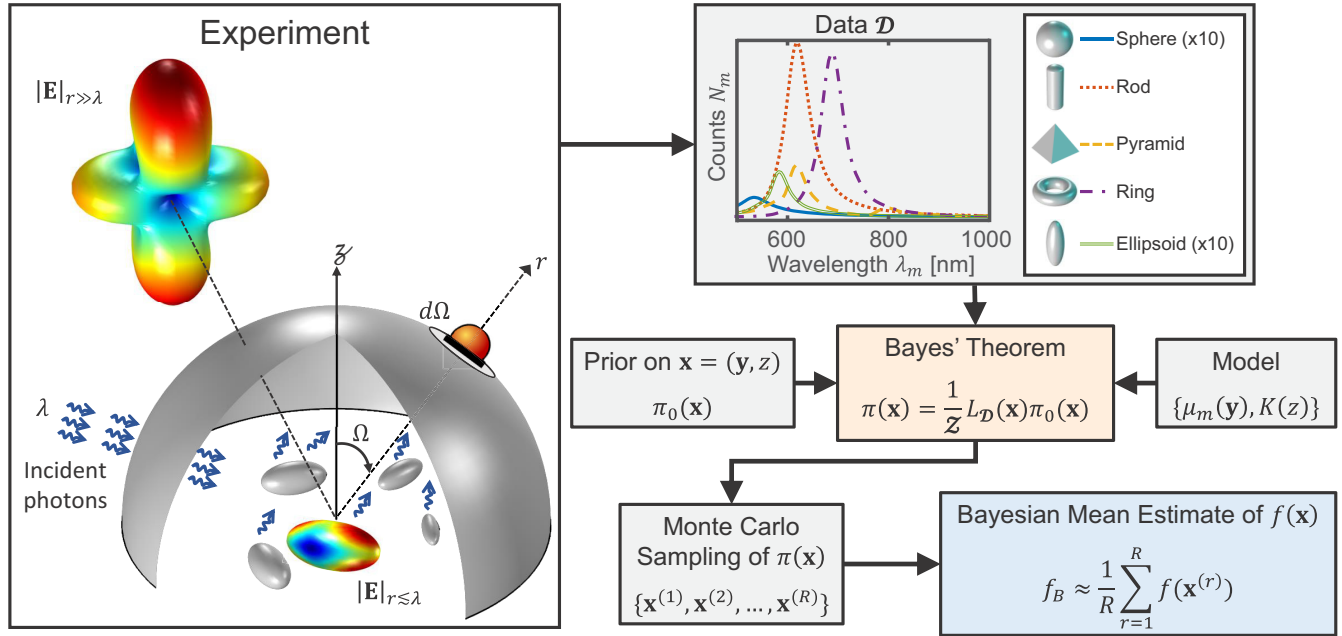 Experiment
|𝐄|r≫λ
z
r
dΩ
λ
Ω
Incident
photons
|𝐄|r≲λ
Data 𝓓
Counts Nm
600
800
1000
Wavelength λm [nm]
Sphere (x10)
Rod
Pyramid
Ring
Ellipsoid (x10)
Prior on 𝐱 = (𝐲, z)
π₀(𝐱)
Bayes’ Theorem
π(𝐱) = 1/𝓩 L𝓓(𝐱)π₀(𝐱)
Model
{μm(𝐲), K(z)}
Monte Carlo
Sampling of π(𝐱)
{𝐱⁽¹⁾, 𝐱⁽²⁾, … , 𝐱⁽ᴿ⁾}
Bayesian Mean Estimate of f(𝐱)
fB ≈ 1/R ∑_{r=1}^{R} f(𝐱⁽ʳ⁾)